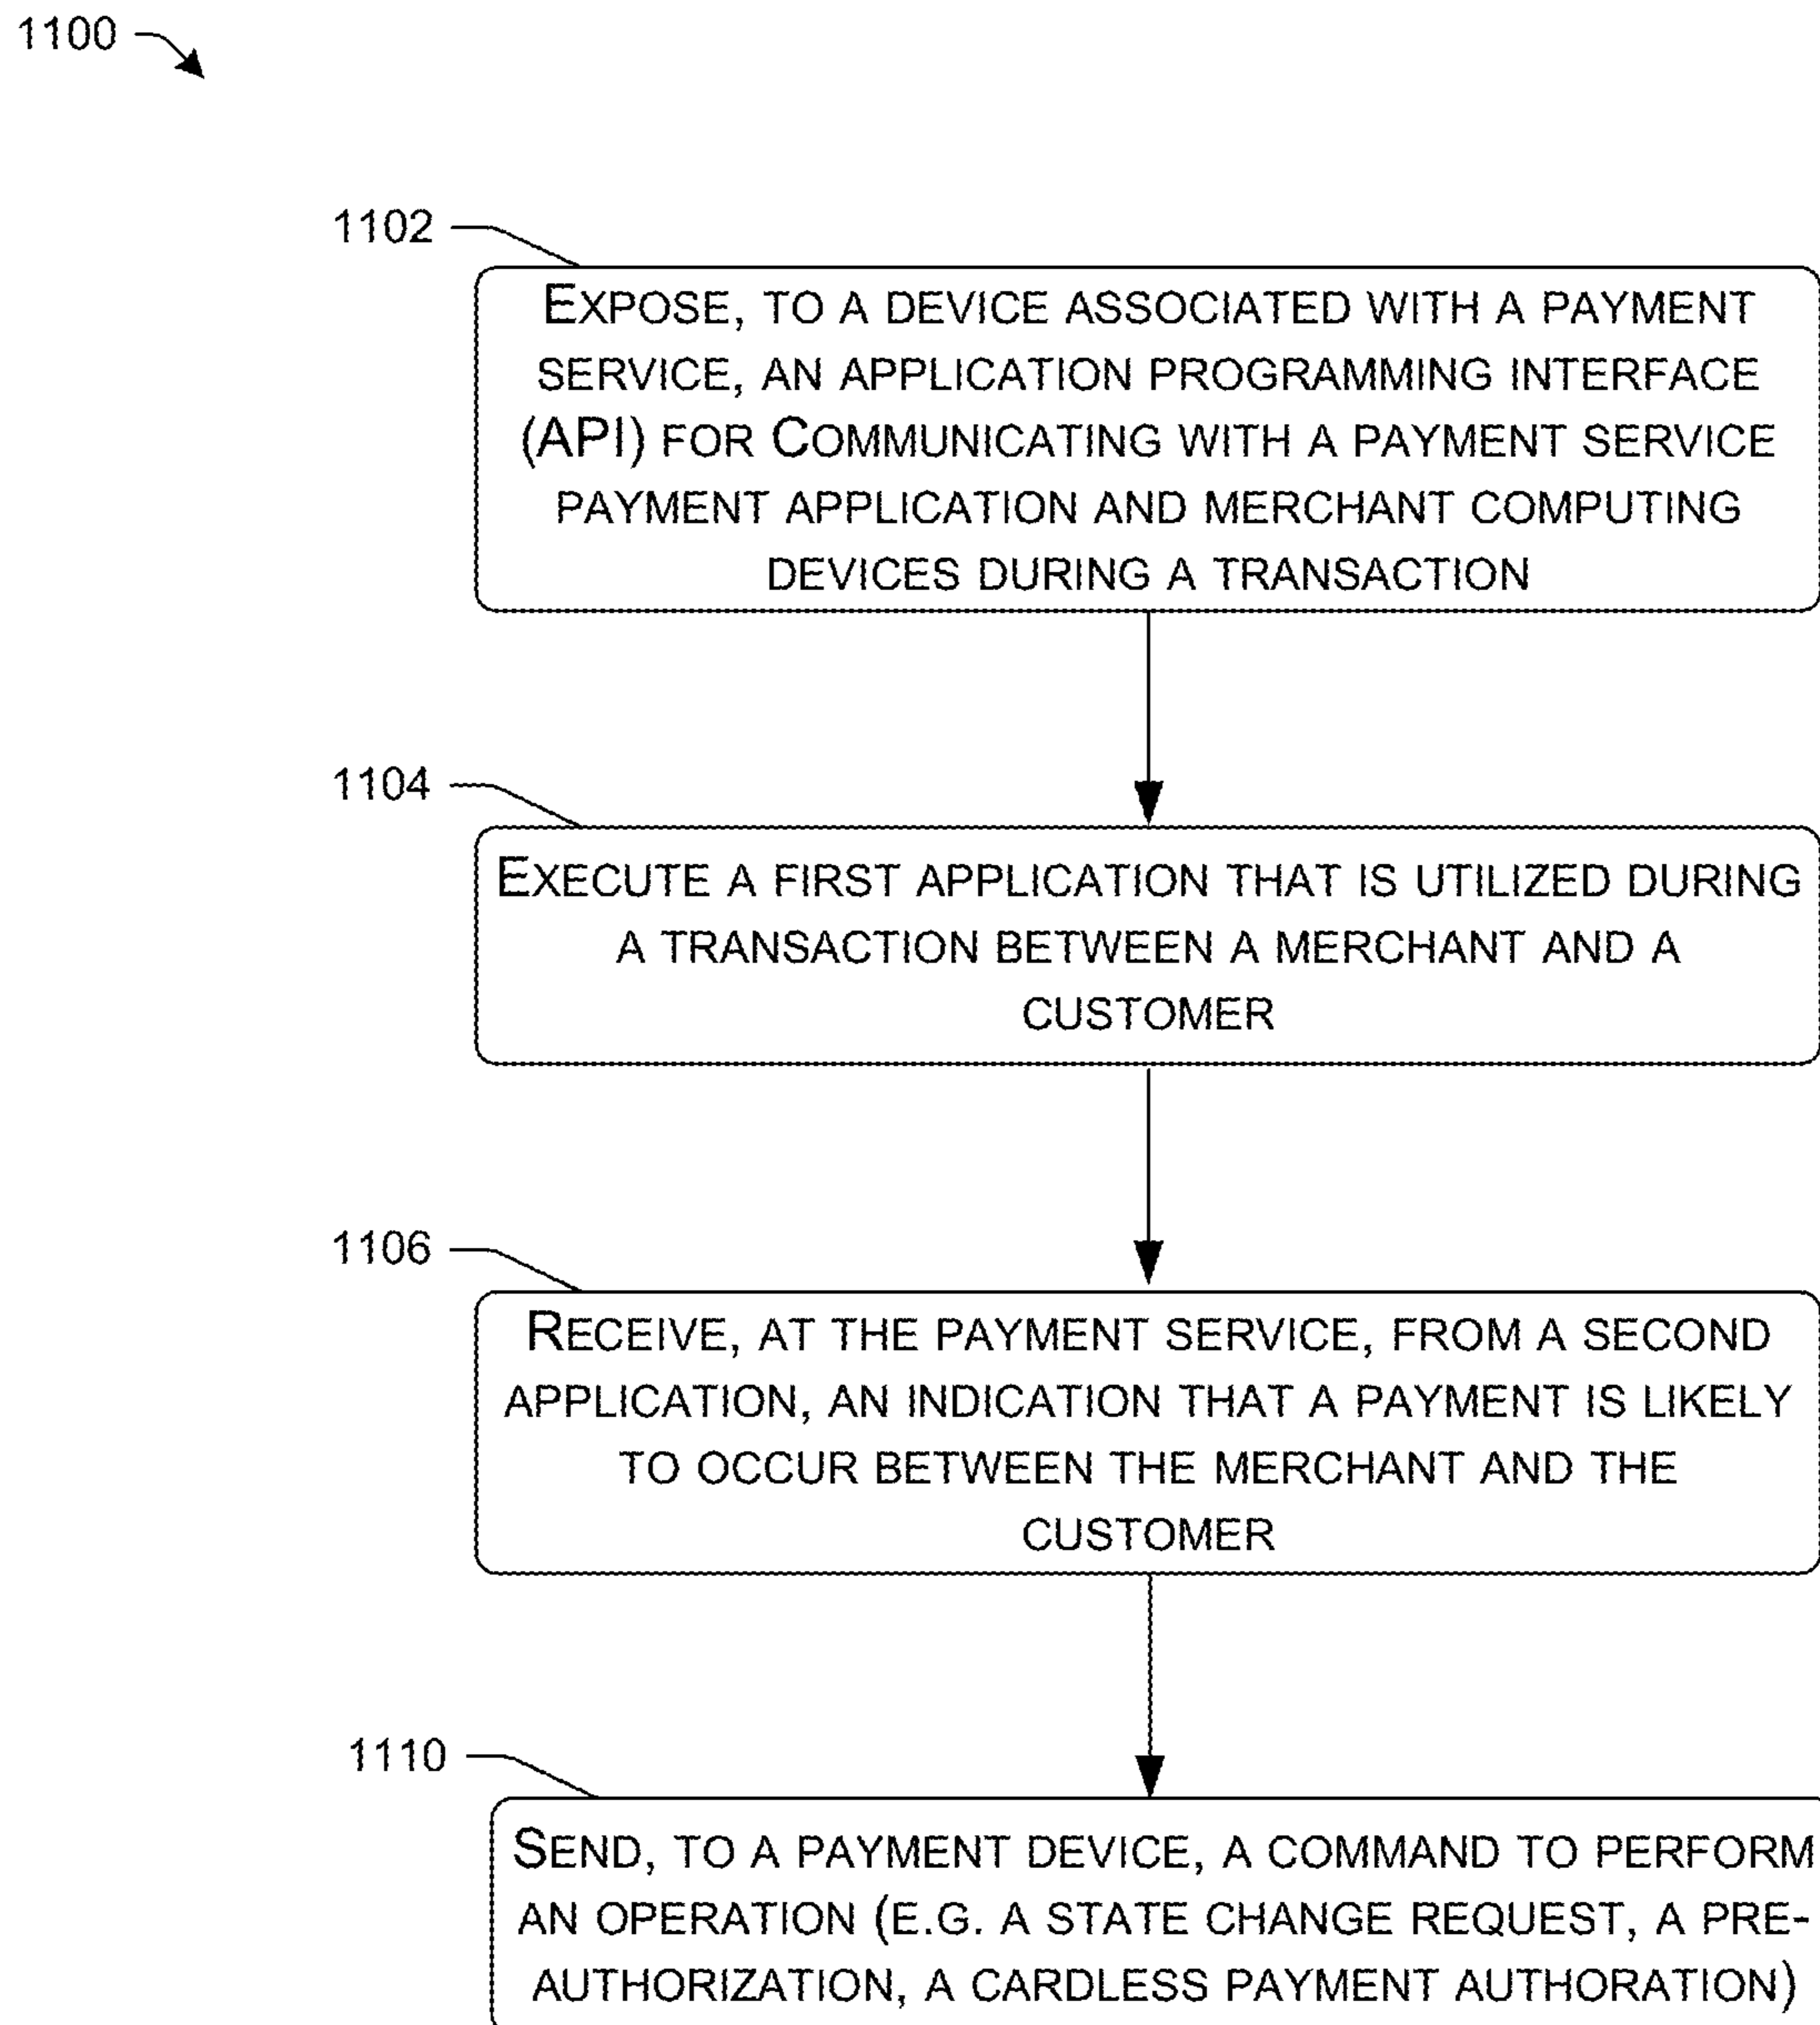 1100
1102
EXPOSE, TO A DEVICE ASSOCIATED WITH A PAYMENT
SERVICE, AN APPLICATION PROGRAMMING INTERFACE
(API) FOR COMMUNICATING WITH A PAYMENT SERVICE
PAYMENT APPLICATION AND MERCHANT COMPUTING
DEVICES DURING A TRANSACTION
1104
EXECUTE A FIRST APPLICATION THAT IS UTILIZED DURING
A TRANSACTION BETWEEN A MERCHANT AND A
CUSTOMER
1106
RECEIVE, AT THE PAYMENT SERVICE, FROM A SECOND
APPLICATION, AN INDICATION THAT A PAYMENT IS LIKELY
TO OCCUR BETWEEN THE MERCHANT AND THE
CUSTOMER
1110
SEND, TO A PAYMENT DEVICE, A COMMAND TO PERFORM
AN OPERATION (E.G. A STATE CHANGE REQUEST, A PRE-
AUTHORIZATION, A CARDLESS PAYMENT AUTHORATION)